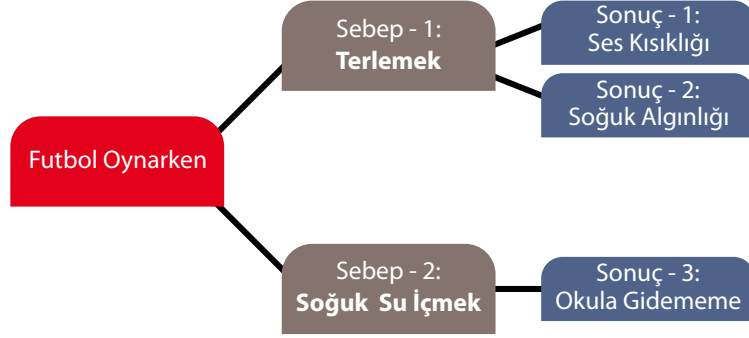 Futbol Oynarken
Sebep - 1:
Terlemek
Sonuç - 1:
Ses Kısıklığı
Sonuç - 2:
Soğuk Algınlığı
Sebep - 2:
Soğuk Su İçmek
Sonuç - 3:
Okula Gidememe